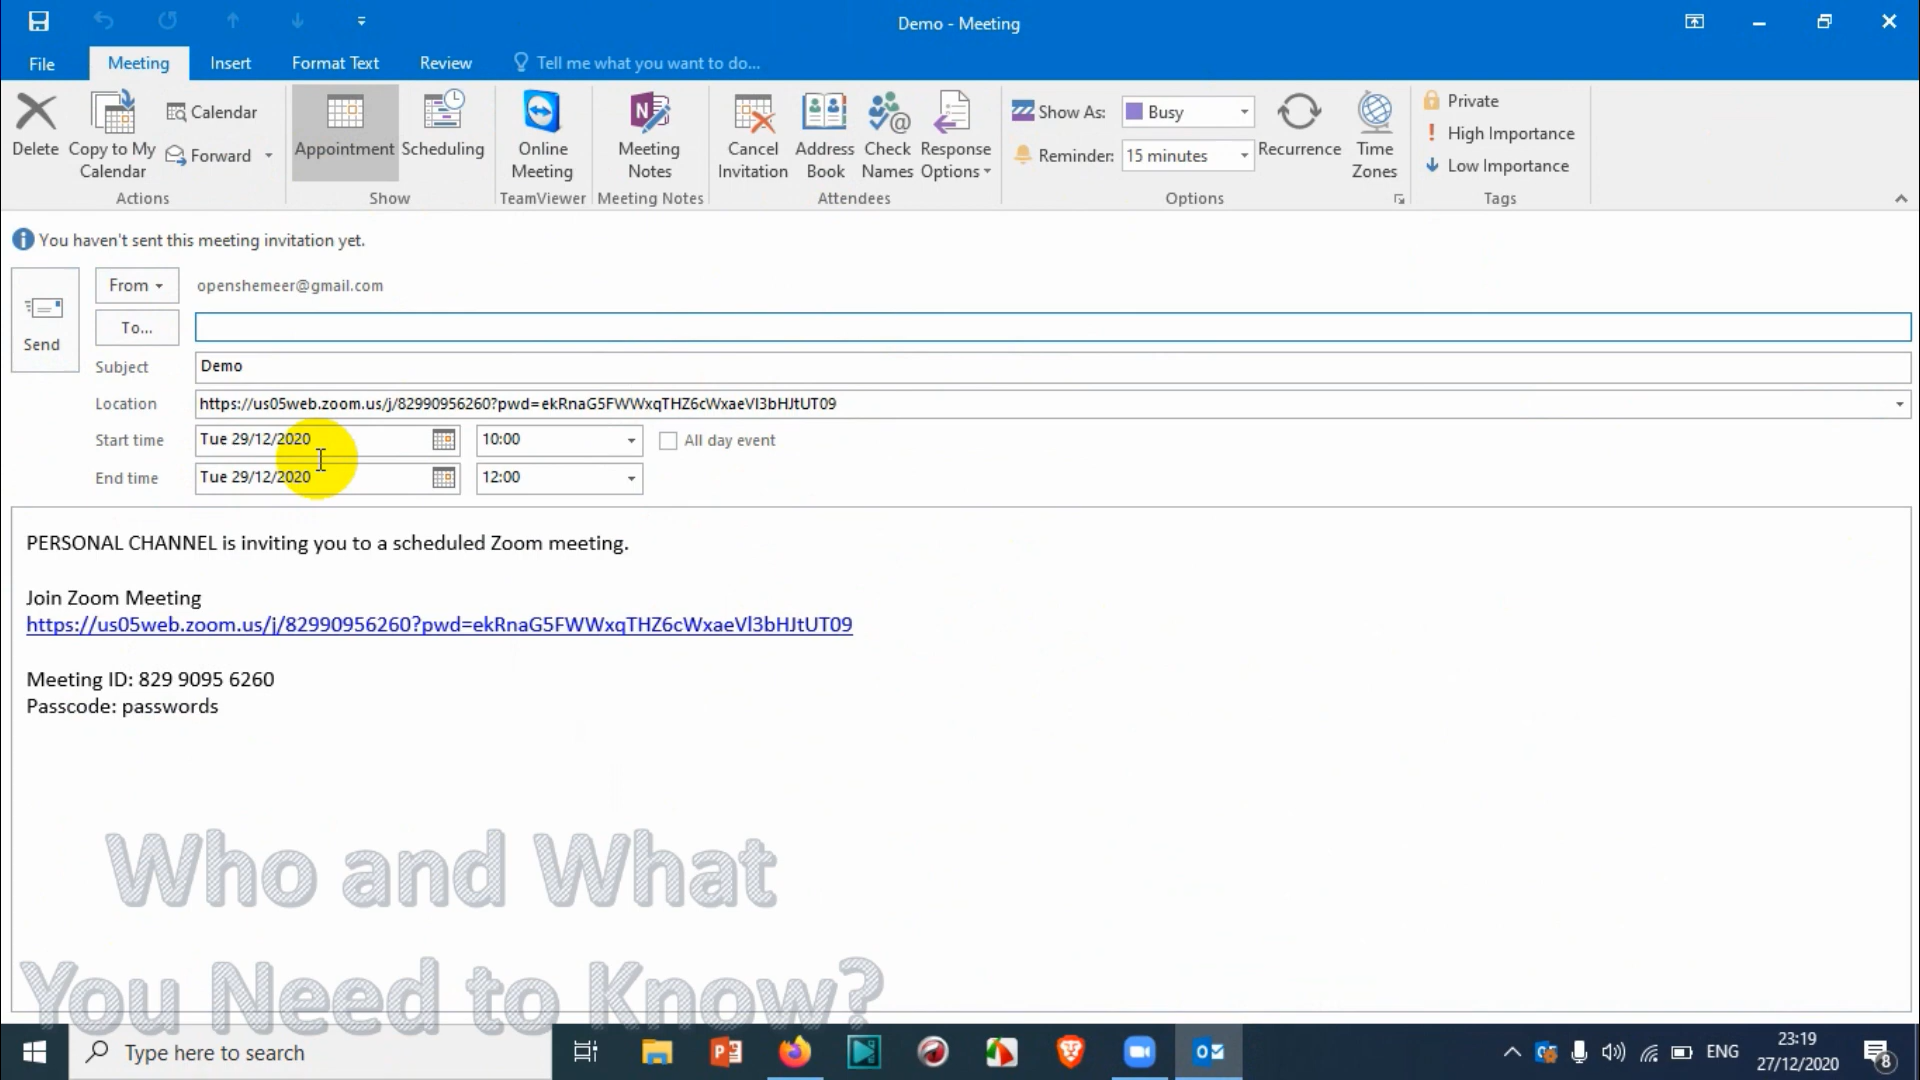 Demo - Meeting
File Meeting Insert Format Text Review Tell me what you want to do...
Delete
Copy to My Calendar
Calendar
Forward
Actions
Appointment
Scheduling
Show
Online Meeting
TeamViewer
Meeting Notes
Meeting Notes
Cancel Invitation
Address Book
Check Names
Response Options
Attendees
Show As: Busy
Reminder: 15 minutes
Recurrence
Time Zones
Options
Private
High Importance
Low Importance
Tags
You haven't sent this meeting invitation yet.
Send
From openshemeer@gmail.com
To...
Subject Demo
Location https://us05web.zoom.us/j/82990956260?pwd=ekRnaG5FWWxqTHZ6cWxaeVl3bHJtUT09
Start time Tue 29/12/2020 10:00 All day event
End time Tue 29/12/2020 12:00
PERSONAL CHANNEL is inviting you to a scheduled Zoom meeting.
Join Zoom Meeting
https://us05web.zoom.us/j/82990956260?pwd=ekRnaG5FWWxqTHZ6cWxaeVl3bHJtUT09
Meeting ID: 829 9095 6260
Passcode: passwords
Who and What
You Need to Know?
Type here to search
ENG
23:19
27/12/2020
8